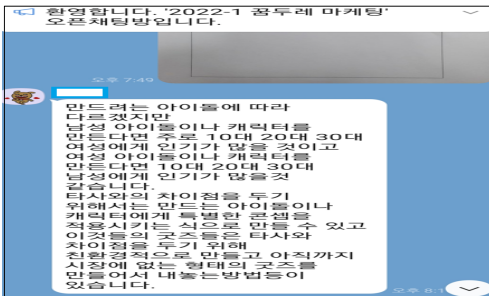 환영합니다. '2022-1 꿈두레 마케팅'
오픈채팅방입니다.
오후 7:49
만드려는 아이돌에 따라
다르겠지만
남성 아이돌이나 캐릭터를
만든다면 주로 10대 20대 30대
여성에게 인기가 많을 것이고
여성 아이돌이나 캐릭터를
만든다면 10대 20대 30대
남성에게 인기가 많을것
같습니다.
타사와의 차이점을 두기
위해서는 만드는 아이돌이나
캐릭터에게 특별한 콘셉을
적용시키는 식으로 만들 수 있고
이것들의 굿즈들은 타사와
차이점을 두기 위해
친환경적으로 만들고 아직까지
시장에 없는 형태의 굿즈를
만들어서 내놓는방법등이
있습니다.
오후 8:1